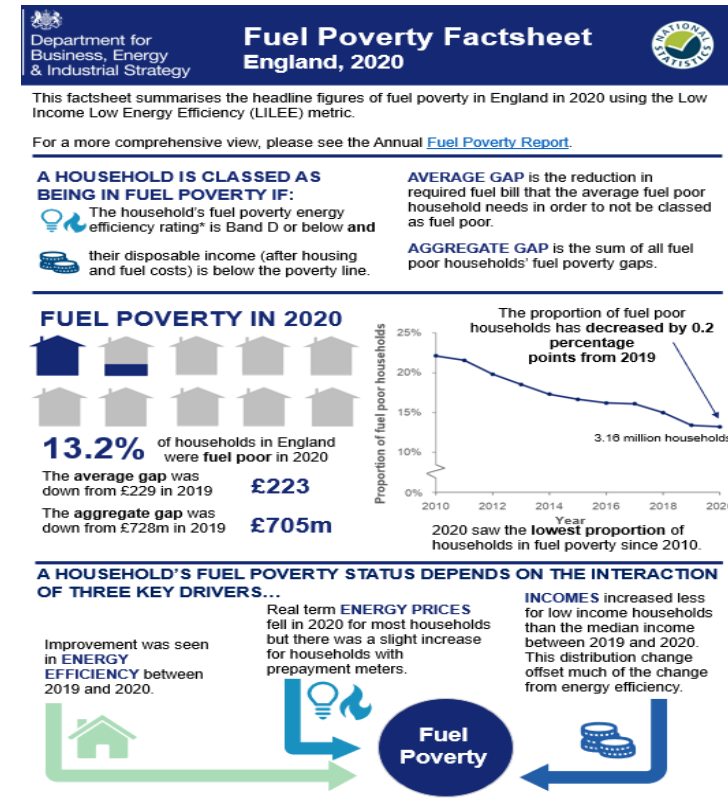 Department for
Business, Energy
& Industrial Strategy
Fuel Poverty Factsheet
England, 2020
NATIONAL STATISTICS
This factsheet summarises the headline figures of fuel poverty in England in 2020 using the Low
Income Low Energy Efficiency (LILEE) metric.
For a more comprehensive view, please see the Annual Fuel Poverty Report.
A HOUSEHOLD IS CLASSED AS
BEING IN FUEL POVERTY IF:
The household's fuel poverty energy
efficiency rating* is Band D or below and
their disposable income (after housing
and fuel costs) is below the poverty line.
AVERAGE GAP is the reduction in
required fuel bill that the average fuel poor
household needs in order to not be classed
as fuel poor.
AGGREGATE GAP is the sum of all fuel
poor households' fuel poverty gaps.
FUEL POVERTY IN 2020
13.2%
of households in England
were fuel poor in 2020
The average gap was
down from £229 in 2019
£223
The aggregate gap was
down from £728m in 2019
£705m
Proportion of fuel poor households
The proportion of fuel poor
households has decreased by 0.2
percentage
points from 2019
25%
20%
15%
10%
0%
3.16 million households
2010
2012
2014
2016
2018
2020
Year
2020 saw the lowest proportion of
households in fuel poverty since 2010.
A HOUSEHOLD'S FUEL POVERTY STATUS DEPENDS ON THE INTERACTION
OF THREE KEY DRIVERS…
Improvement was seen
in ENERGY
EFFICIENCY between
2019 and 2020.
Real term ENERGY PRICES
fell in 2020 for most households
but there was a slight increase
for households with
prepayment meters.
INCOMES increased less
for low income households
than the median income
between 2019 and 2020.
This distribution change
offset much of the change
from energy efficiency.
Fuel
Poverty